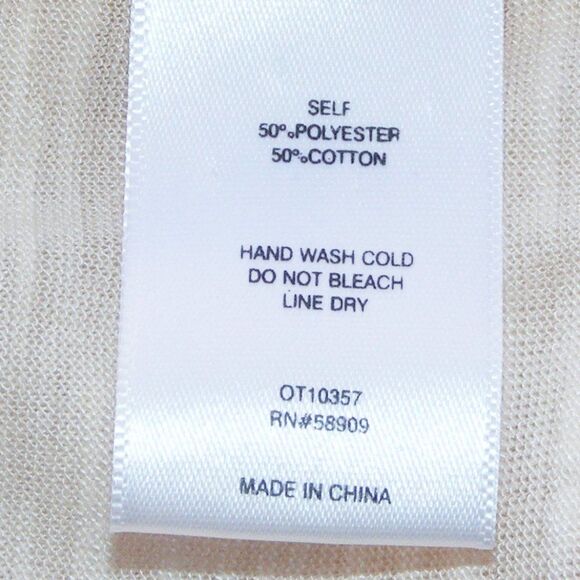 SELF
50%POLYESTER
50%COTTON
HAND WASH COLD
DO NOT BLEACH
LINE DRY
OT10357
RN#58909
MADE IN CHINA